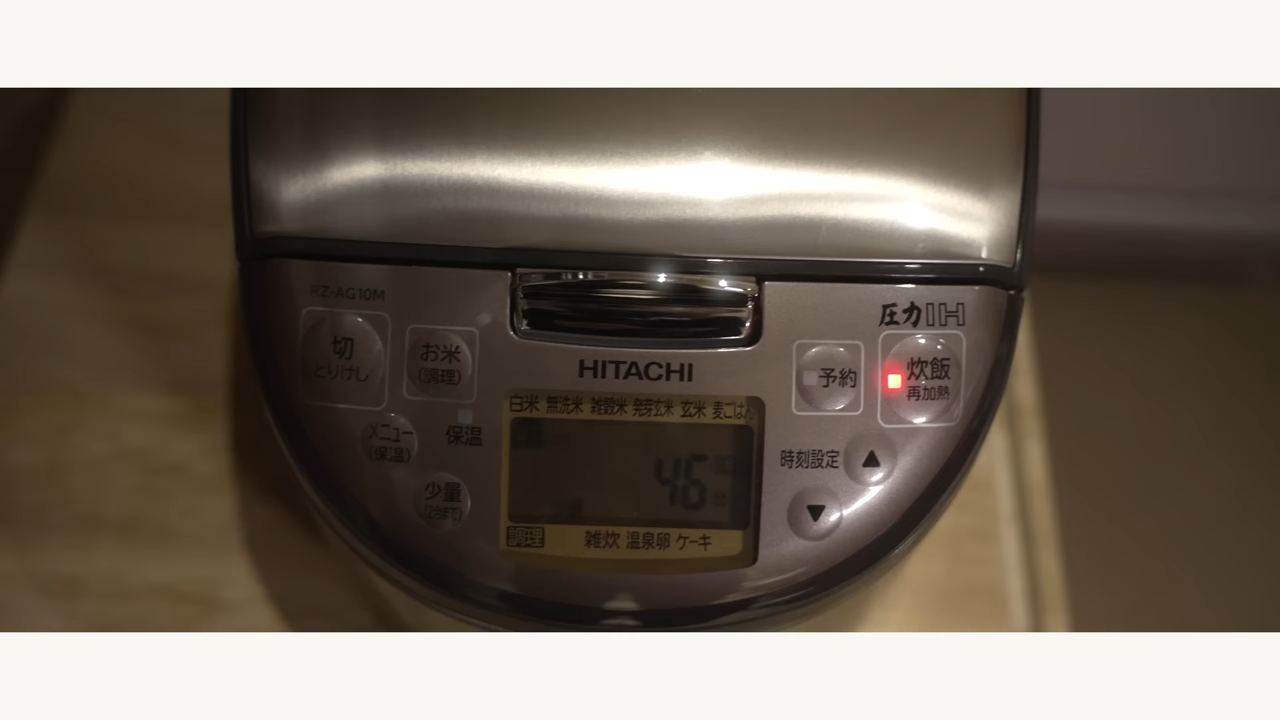 RZ-AG10M
圧力IH
切
とりけし
お米
(調理)
HITACHI
予約
炊飯
再加熱
白米 無洗米 雑穀米 発芽玄米 玄米 麦ごはん
メニュー
(保温)
保温
46
時刻設定
▲
少量
(2合まで)
▼
調理 雑炊 温泉卵 ケーキ